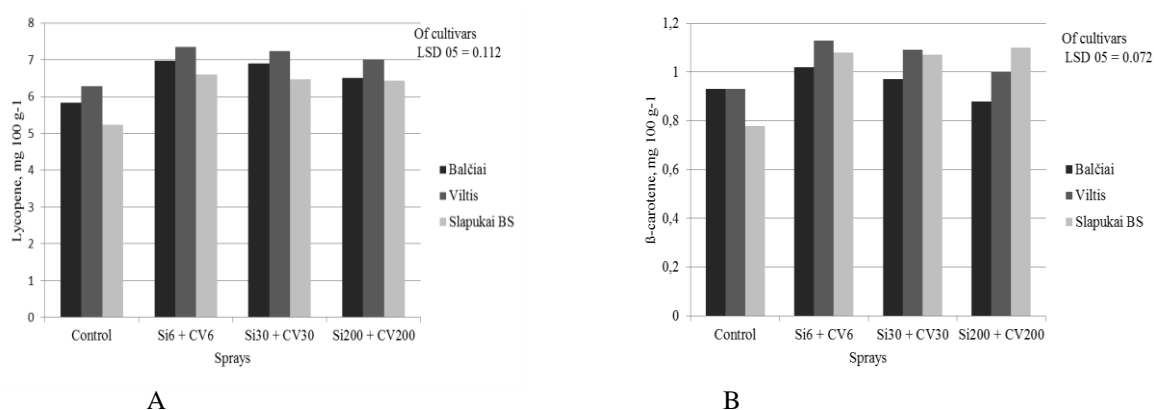 8
7
6
5
4
3
2
1
0
Lycopene, mg 100 g-1
Control
Si6 + CV6
Si30 + CV30
Si200 + CV200
Sprays
Of cultivars
LSD 05 = 0.112
Balčiai
Viltis
Slapukai BS
A
1,2
1
0,8
0,6
0,4
0,2
0
ß-carotene, mg 100 g-1
Control
Si6 + CV6
Si30 + CV30
Si200 + CV200
Sprays
Of cultivars
LSD 05 = 0.072
Balčiai
Viltis
Slapukai BS
B